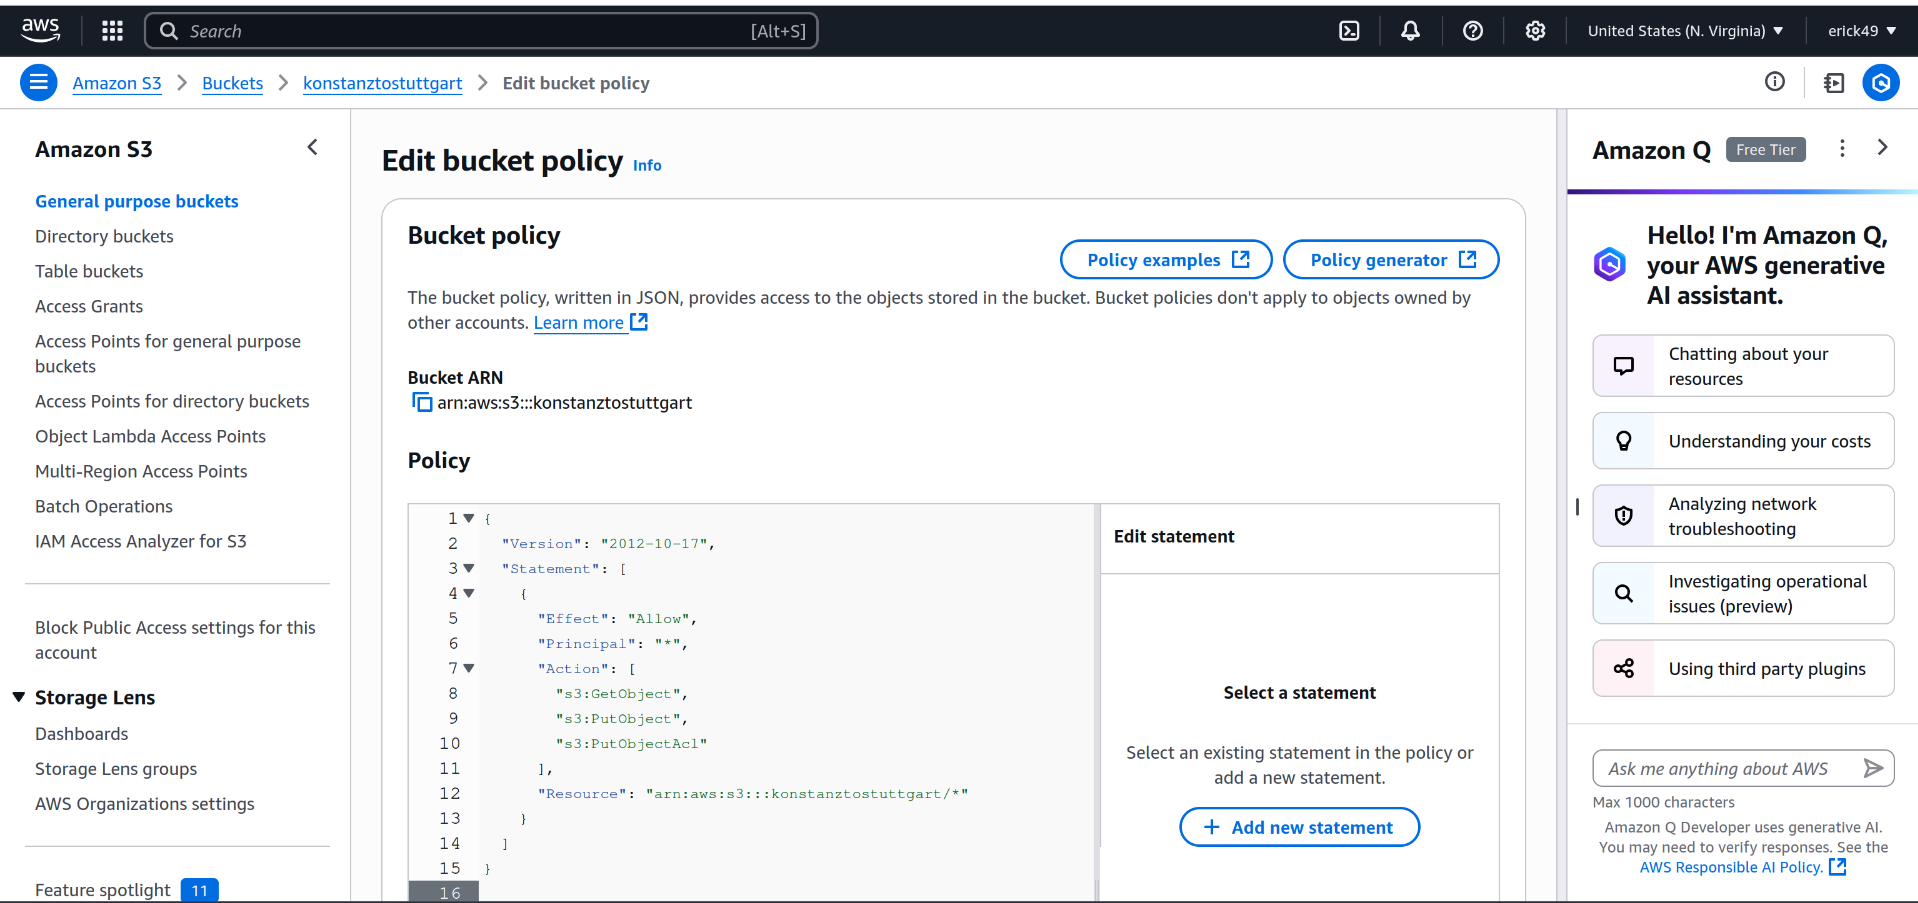 aws
Search
[Alt+S]
United States (N. Virginia)
erick49
Amazon S3
Buckets
konstanztostuttgart
Edit bucket policy
Amazon S3
General purpose buckets
Directory buckets
Table buckets
Access Grants
Access Points for general purpose
buckets
Access Points for directory buckets
Object Lambda Access Points
Multi-Region Access Points
Batch Operations
IAM Access Analyzer for S3
Block Public Access settings for this
account
Storage Lens
Dashboards
Storage Lens groups
AWS Organizations settings
Feature spotlight 11
Edit bucket policy Info
Bucket policy
Policy examples
Policy generator
The bucket policy, written in JSON, provides access to the objects stored in the bucket. Bucket policies don't apply to objects owned by
other accounts. Learn more
Bucket ARN
arn:aws:s3:::konstanztostuttgart
Policy
1 {
2 "Version": "2012-10-17",
3 "Statement": [
4 {
5 "Effect": "Allow",
6 "Principal": "*",
7 "Action": [
8 "s3:GetObject",
9 "s3:PutObject",
10 "s3:PutObjectAcl"
11 ],
12 "Resource": "arn:aws:s3:::konstanztostuttgart/*"
13 }
14 ]
15 }
16
Edit statement
Select a statement
Select an existing statement in the policy or
add a new statement.
+ Add new statement
Amazon Q Free Tier
Hello! I'm Amazon Q,
your AWS generative
AI assistant.
Chatting about your
resources
Understanding your costs
Analyzing network
troubleshooting
Investigating operational
issues (preview)
Using third party plugins
Ask me anything about AWS
Max 1000 characters
Amazon Q Developer uses generative AI.
You may need to verify responses. See the
AWS Responsible AI Policy.